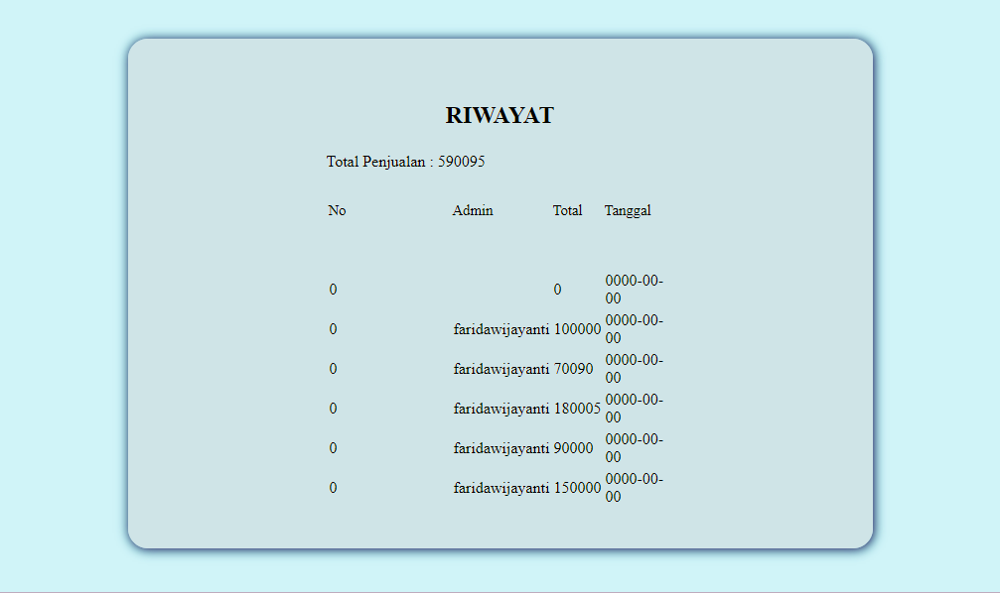 RIWAYAT
Total Penjualan : 590095
No Admin Total Tanggal
0 0 0000-00-
00
0 faridawijayanti 100000 0000-00-
00
0 faridawijayanti 70090 0000-00-
00
0 faridawijayanti 180005 0000-00-
00
0 faridawijayanti 90000 0000-00-
00
0 faridawijayanti 150000 0000-00-
00